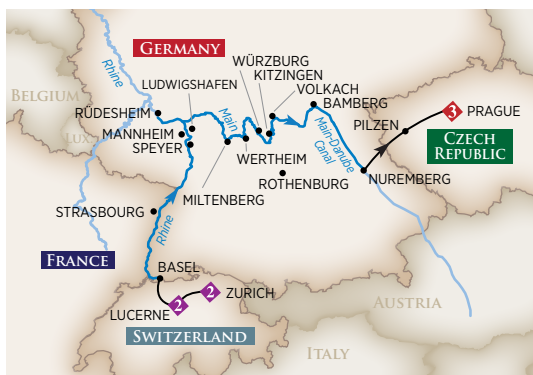 GERMANY
Rhine
WÜRZBURG
KITZINGEN
VOLKACH
BAMBERG
LUDWIGSHAFEN
BELGIUM
RÜDESHEIM
Main
3
PRAGUE
PILZEN
CZECH
REPUBLIC
LUX.
MANNHEIM
SPEYER
Main-Danube
Canal
WERTHEIM
ROTHENBURG
NUREMBERG
MILTENBERG
STRASBOURG
Rhine
FRANCE
BASEL
2
2
ZURICH
LUCERNE
SWITZERLAND
AUSTRIA
ITALY